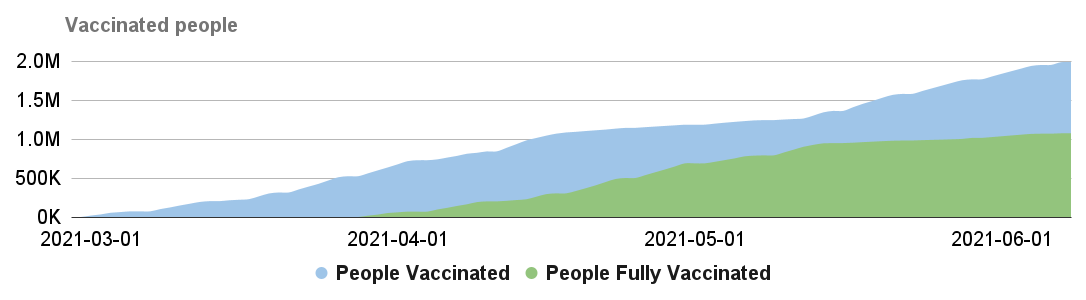 Vaccinated people
2.0M
1.5M
1.0M
500K
0K
2021-03-01 2021-04-01 2021-05-01 2021-06-01
People Vaccinated People Fully Vaccinated